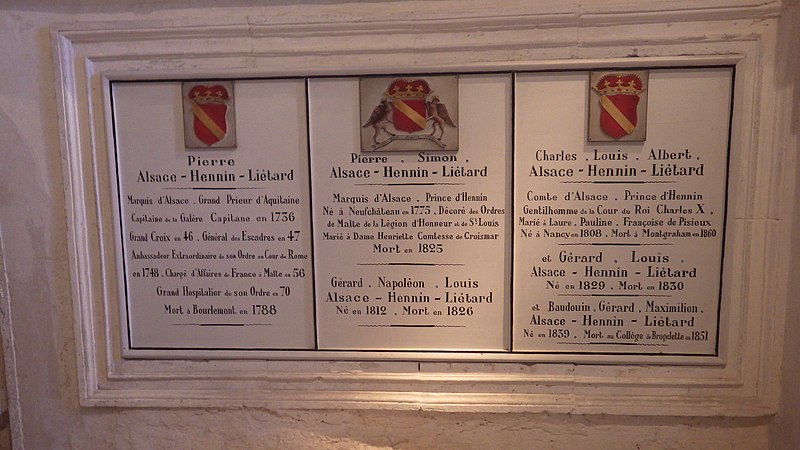 Pierre
Alsace - Hennin - Liétard
Marquis d'Alsace . Grand Prieur d'Aquitaine
Capitaine de la Galère Capitane en 1736
Grand Croix en 46 . Général des Escadres en 47
Ambassadeur Extraordinaire de son Ordre en Cour de Rome
en 1748 . Chargé d'Affaires de France à Malte en 56
Grand Hospitalier de son Ordre en 70
Mort à Bourlemont en 1788
Pierre . Simon .
Alsace - Hennin - Liétard
Marquis d'Alsace . Prince d'Hennin
Né à Neufchâteau en 1773 , Décoré des Ordres
de Malte de la Légion d'Honneur et de St Louis
Marié à Dame Henriette Comtesse de Croismar
Mort en 1825
Gérard . Napoléon . Louis
Alsace - Hennin - Liétard
Né en 1812 . Mort en 1826
Charles . Louis . Albert .
Alsace - Hennin - Liétard
Comte d'Alsace . Prince d'Hennin
Gentilhomme de la Cour du Roi Charles X .
Marié à Laure . Pauline . Françoise de Pisieux
Né à Nancy en 1808 . Mort à Montgraham en 1860
et Gérard . Louis .
Alsace - Hennin - Liétard
Né en 1829 . Mort en 1830
et Baudouin . Gérard . Maximilien .
Alsace - Hennin - Liétard
Né en 1839 . Mort au Collège de Brugelette en 1851